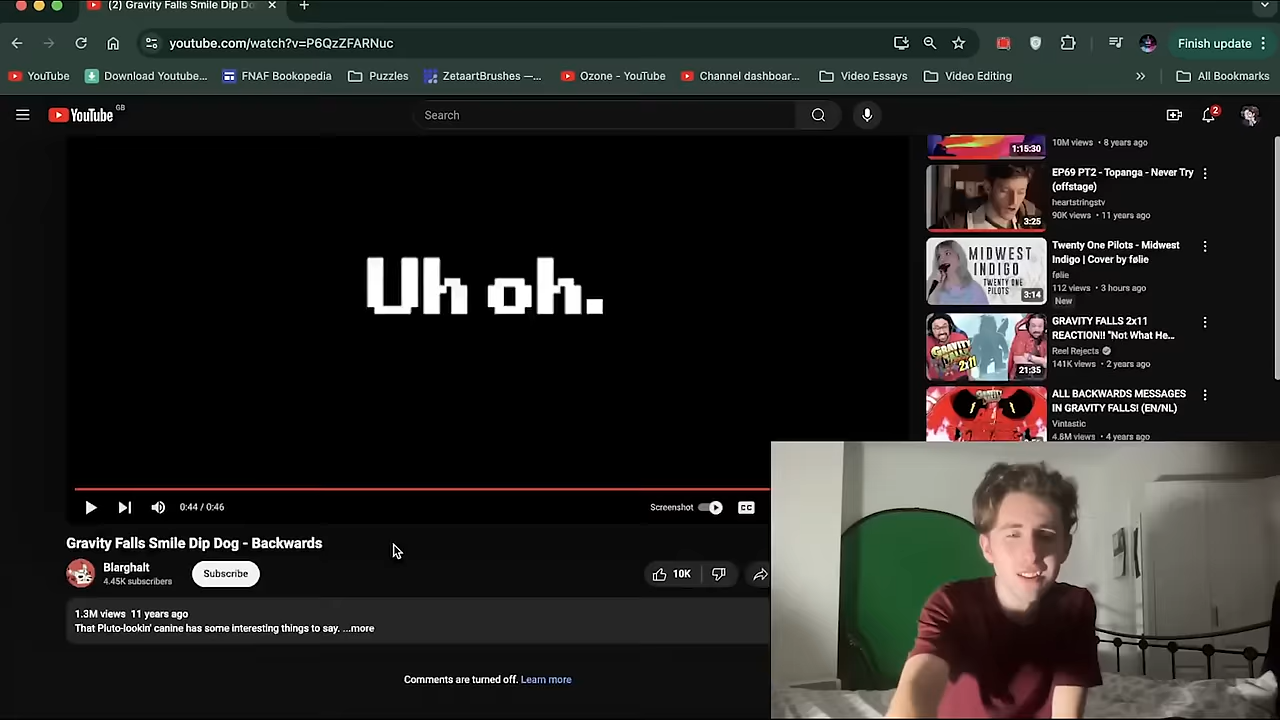 (2) Gravity Falls Smile Dip Do
youtube.com/watch?v=P6QzZFARNuc
Finish update
YouTube
Download Youtube...
FNAF Bookopedia
Puzzles
ZetaartBrushes —...
Ozone - YouTube
Channel dashboar...
Video Essays
Video Editing
»
All Bookmarks
YouTube GB
Search
2
Uh oh.
0:44 / 0:46
Screenshot
CC
Gravity Falls Smile Dip Dog - Backwards
Blarghalt
4.45K subscribers
Subscribe
10K
1.3M views 11 years ago
That Pluto-lookin' canine has some interesting things to say. ...more
Comments are turned off. Learn more
1:15:30
10M views • 8 years ago
3:25
EP69 PT2 - Topanga - Never Try
(offstage)
heartstringstv
90K views • 11 years ago
MIDWEST
INDIGO
TWENTY ONE
PILOTS
3:14
Twenty One Pilots - Midwest
Indigo | Cover by følie
følie
112 views • 3 hours ago
New
GRAVITY
FALLS
2x11
21:35
GRAVITY FALLS 2x11
REACTION!! "Not What He...
Reel Rejects
141K views • 2 years ago
ALL BACKWARDS MESSAGES
IN GRAVITY FALLS! (EN/NL)
Vintastic
4.8M views • 4 years ago